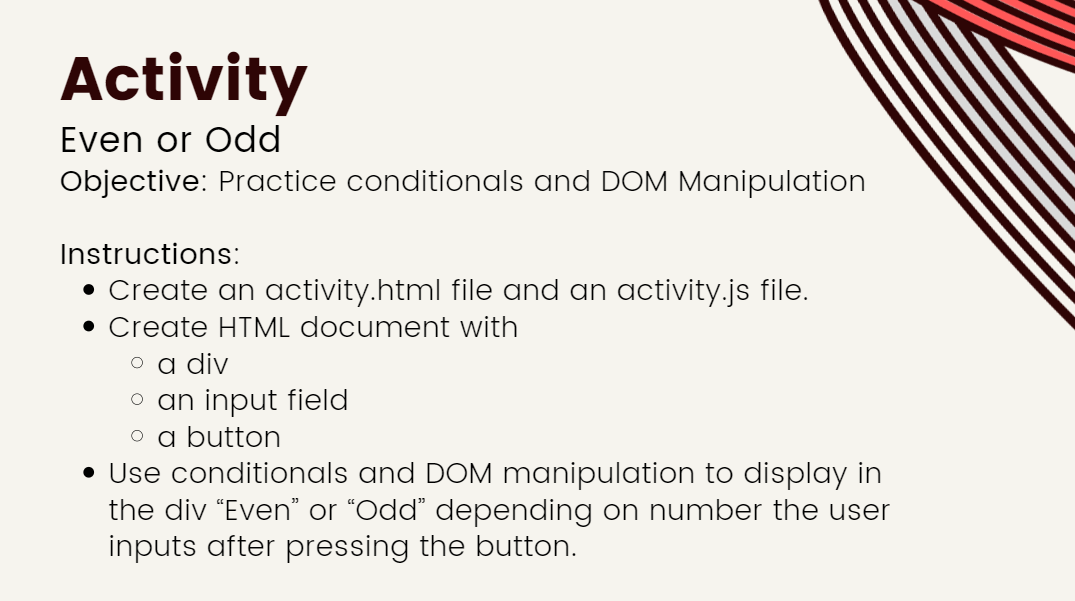 Activity
Even or Odd
Objective: Practice conditionals and DOM Manipulation
Instructions:
Create an activity.html file and an activity.js file.
Create HTML document with
a div
an input field
a button
Use conditionals and DOM manipulation to display in
the div “Even” or “Odd” depending on number the user
inputs after pressing the button.